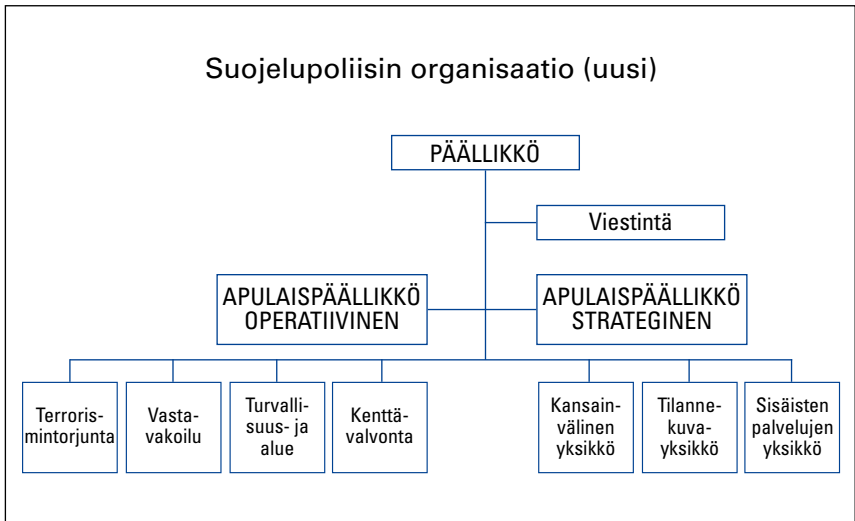 Suojelupoliisin organisaatio (uusi)
PÄÄLLIKKÖ
Viestintä
APULAISPÄÄLLIKKÖ
OPERATIIVINEN
APULAISPÄÄLLIKKÖ
STRATEGINEN
Terroris-
mintorjunta
Vasta-
vakoilu
Turvalli-
suus- ja
alue
Kenttä-
valvonta
Kansain-
välinen
yksikkö
Tilanne-
kuva-
yksikkö
Sisäisten
palvelujen
yksikkö